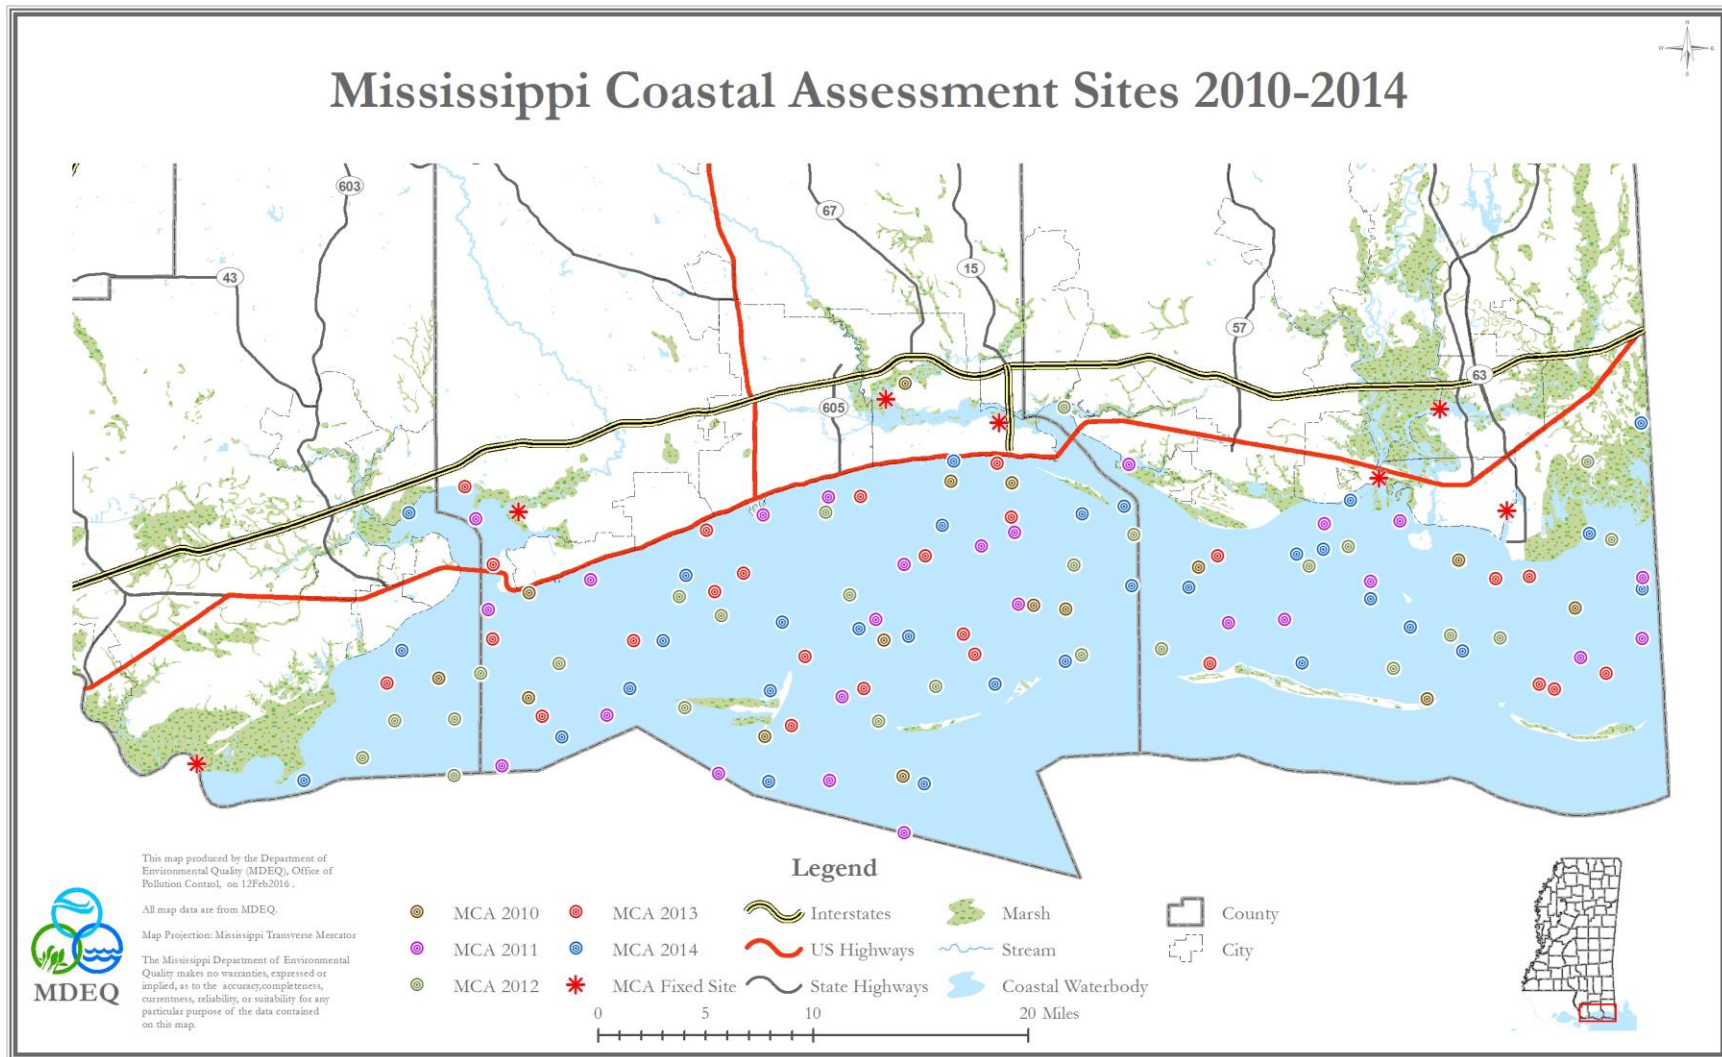 N
W
E
S
Mississippi Coastal Assessment Sites 2010-2014
603
67
43
15
57
63
605
This map produced by the Department of
Environmental Quality (MDEQ), Office of
Pollution Control, on 12Feb2016 .
All map data are from MDEQ.
Map Projection: Mississippi Transverse Mercator
The Mississippi Department of Environmental
Quality makes no warranties, expressed or
implied, as to the accuracy,completeness,
currentness, reliability, or suitability for any
particular purpose of the data contained
on this map.
MDEQ
Legend
MCA 2010 MCA 2013 Interstates Marsh County
MCA 2011 MCA 2014 US Highways Stream City
MCA 2012 MCA Fixed Site State Highways Coastal Waterbody
0 5 10 20 Miles